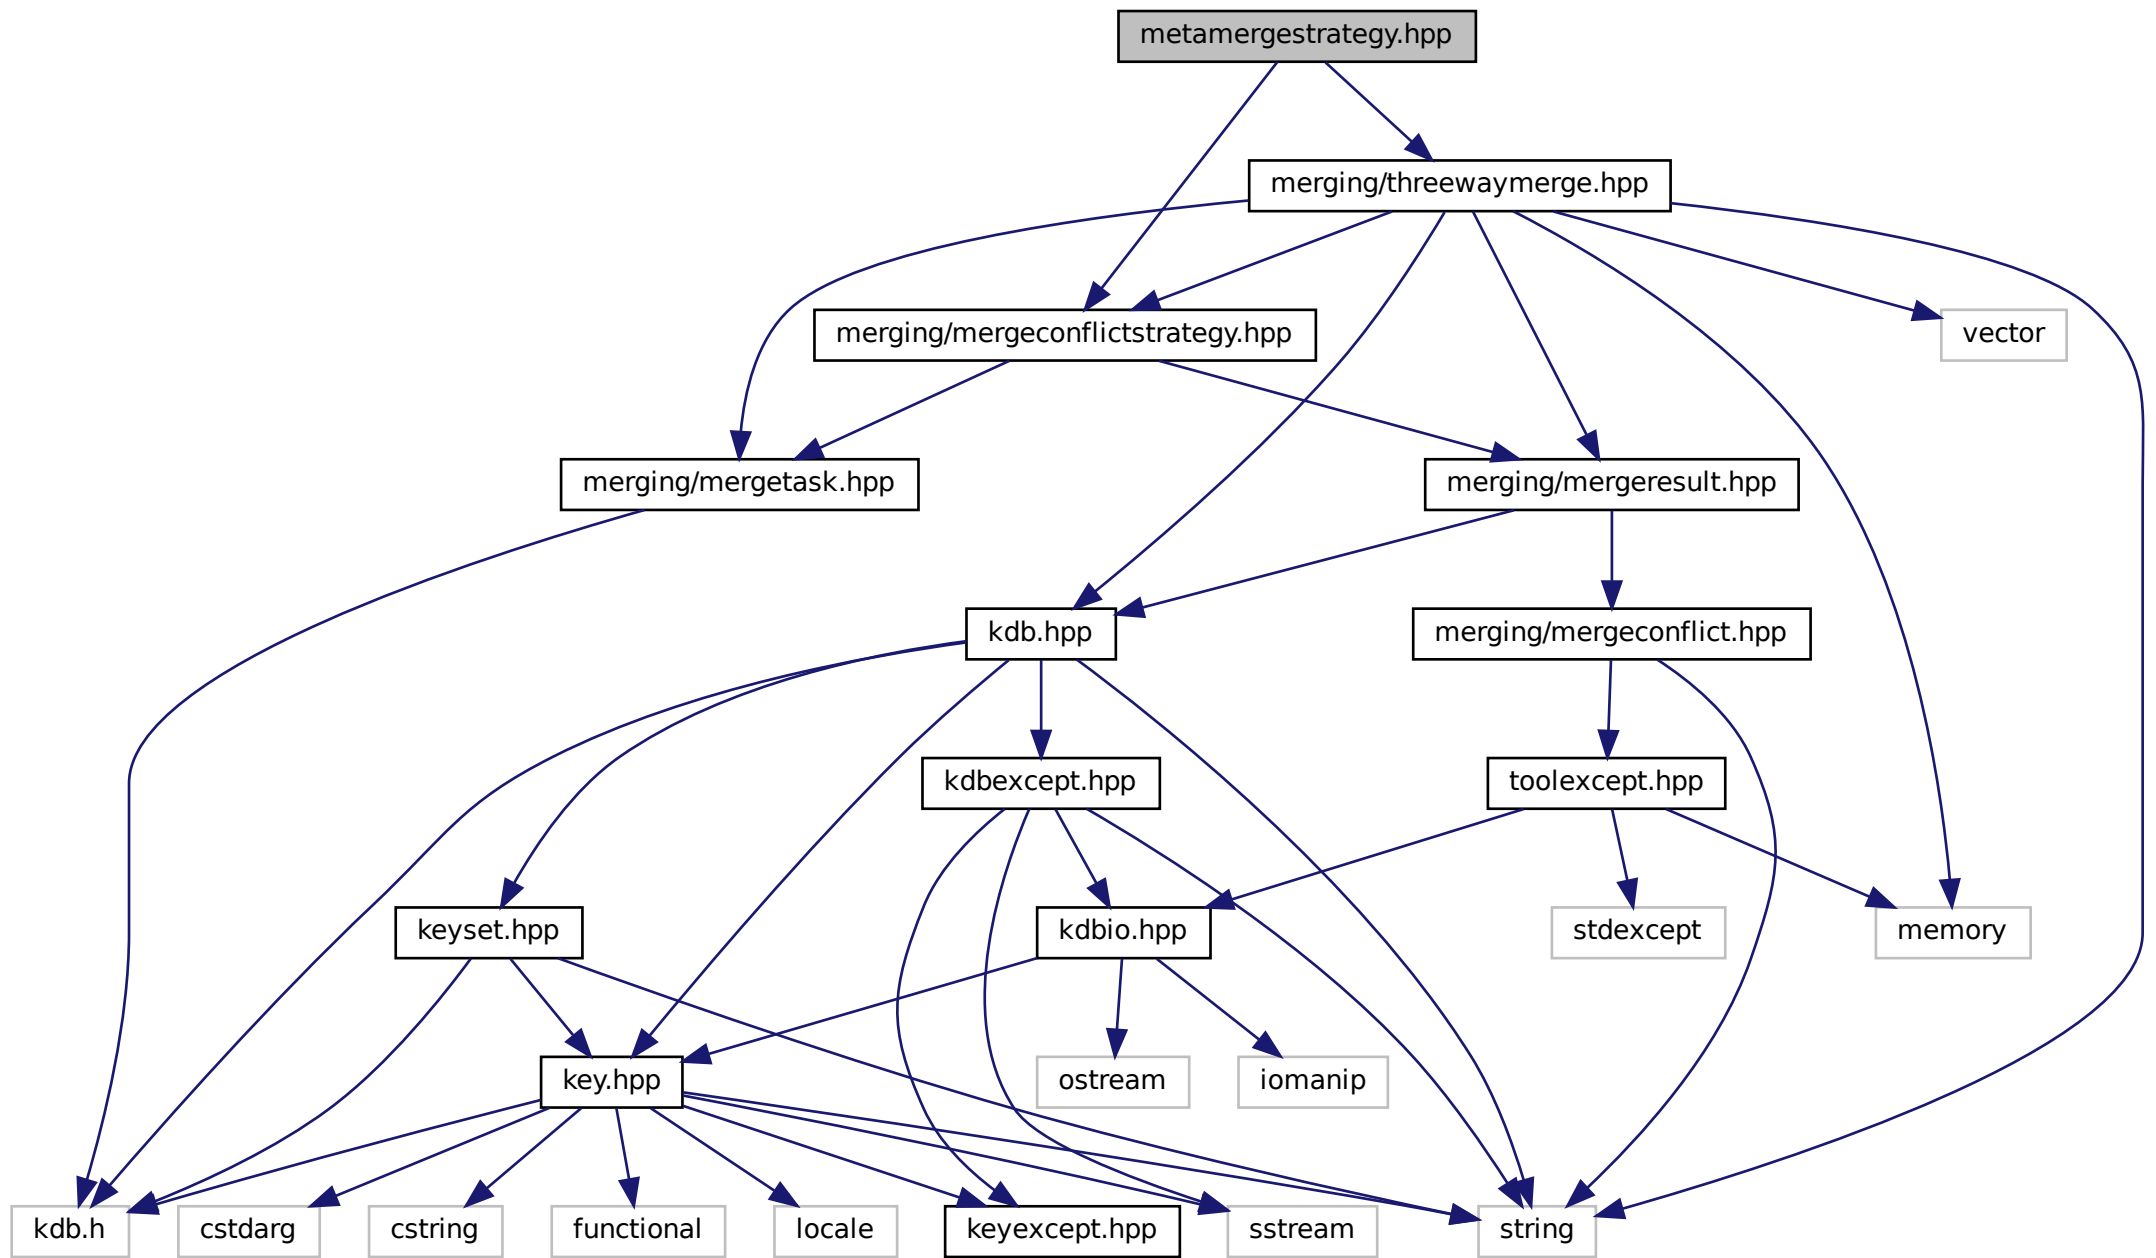 metamergestrategy.hpp
merging/threewaymerge.hpp
merging/mergeconflictstrategy.hpp
vector
merging/mergetask.hpp
merging/mergeresult.hpp
kdb.hpp
merging/mergeconflict.hpp
kdbexcept.hpp
toolexcept.hpp
keyset.hpp
kdbio.hpp
stdexcept
memory
key.hpp
ostream
iomanip
kdb.h
cstdarg
cstring
functional
locale
keyexcept.hpp
sstream
string